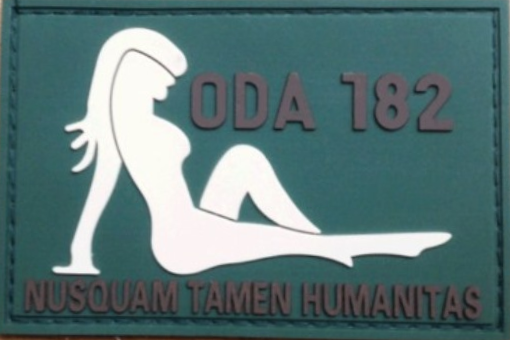 ODA 182
NUSQUAM TAMEN HUMANITAS